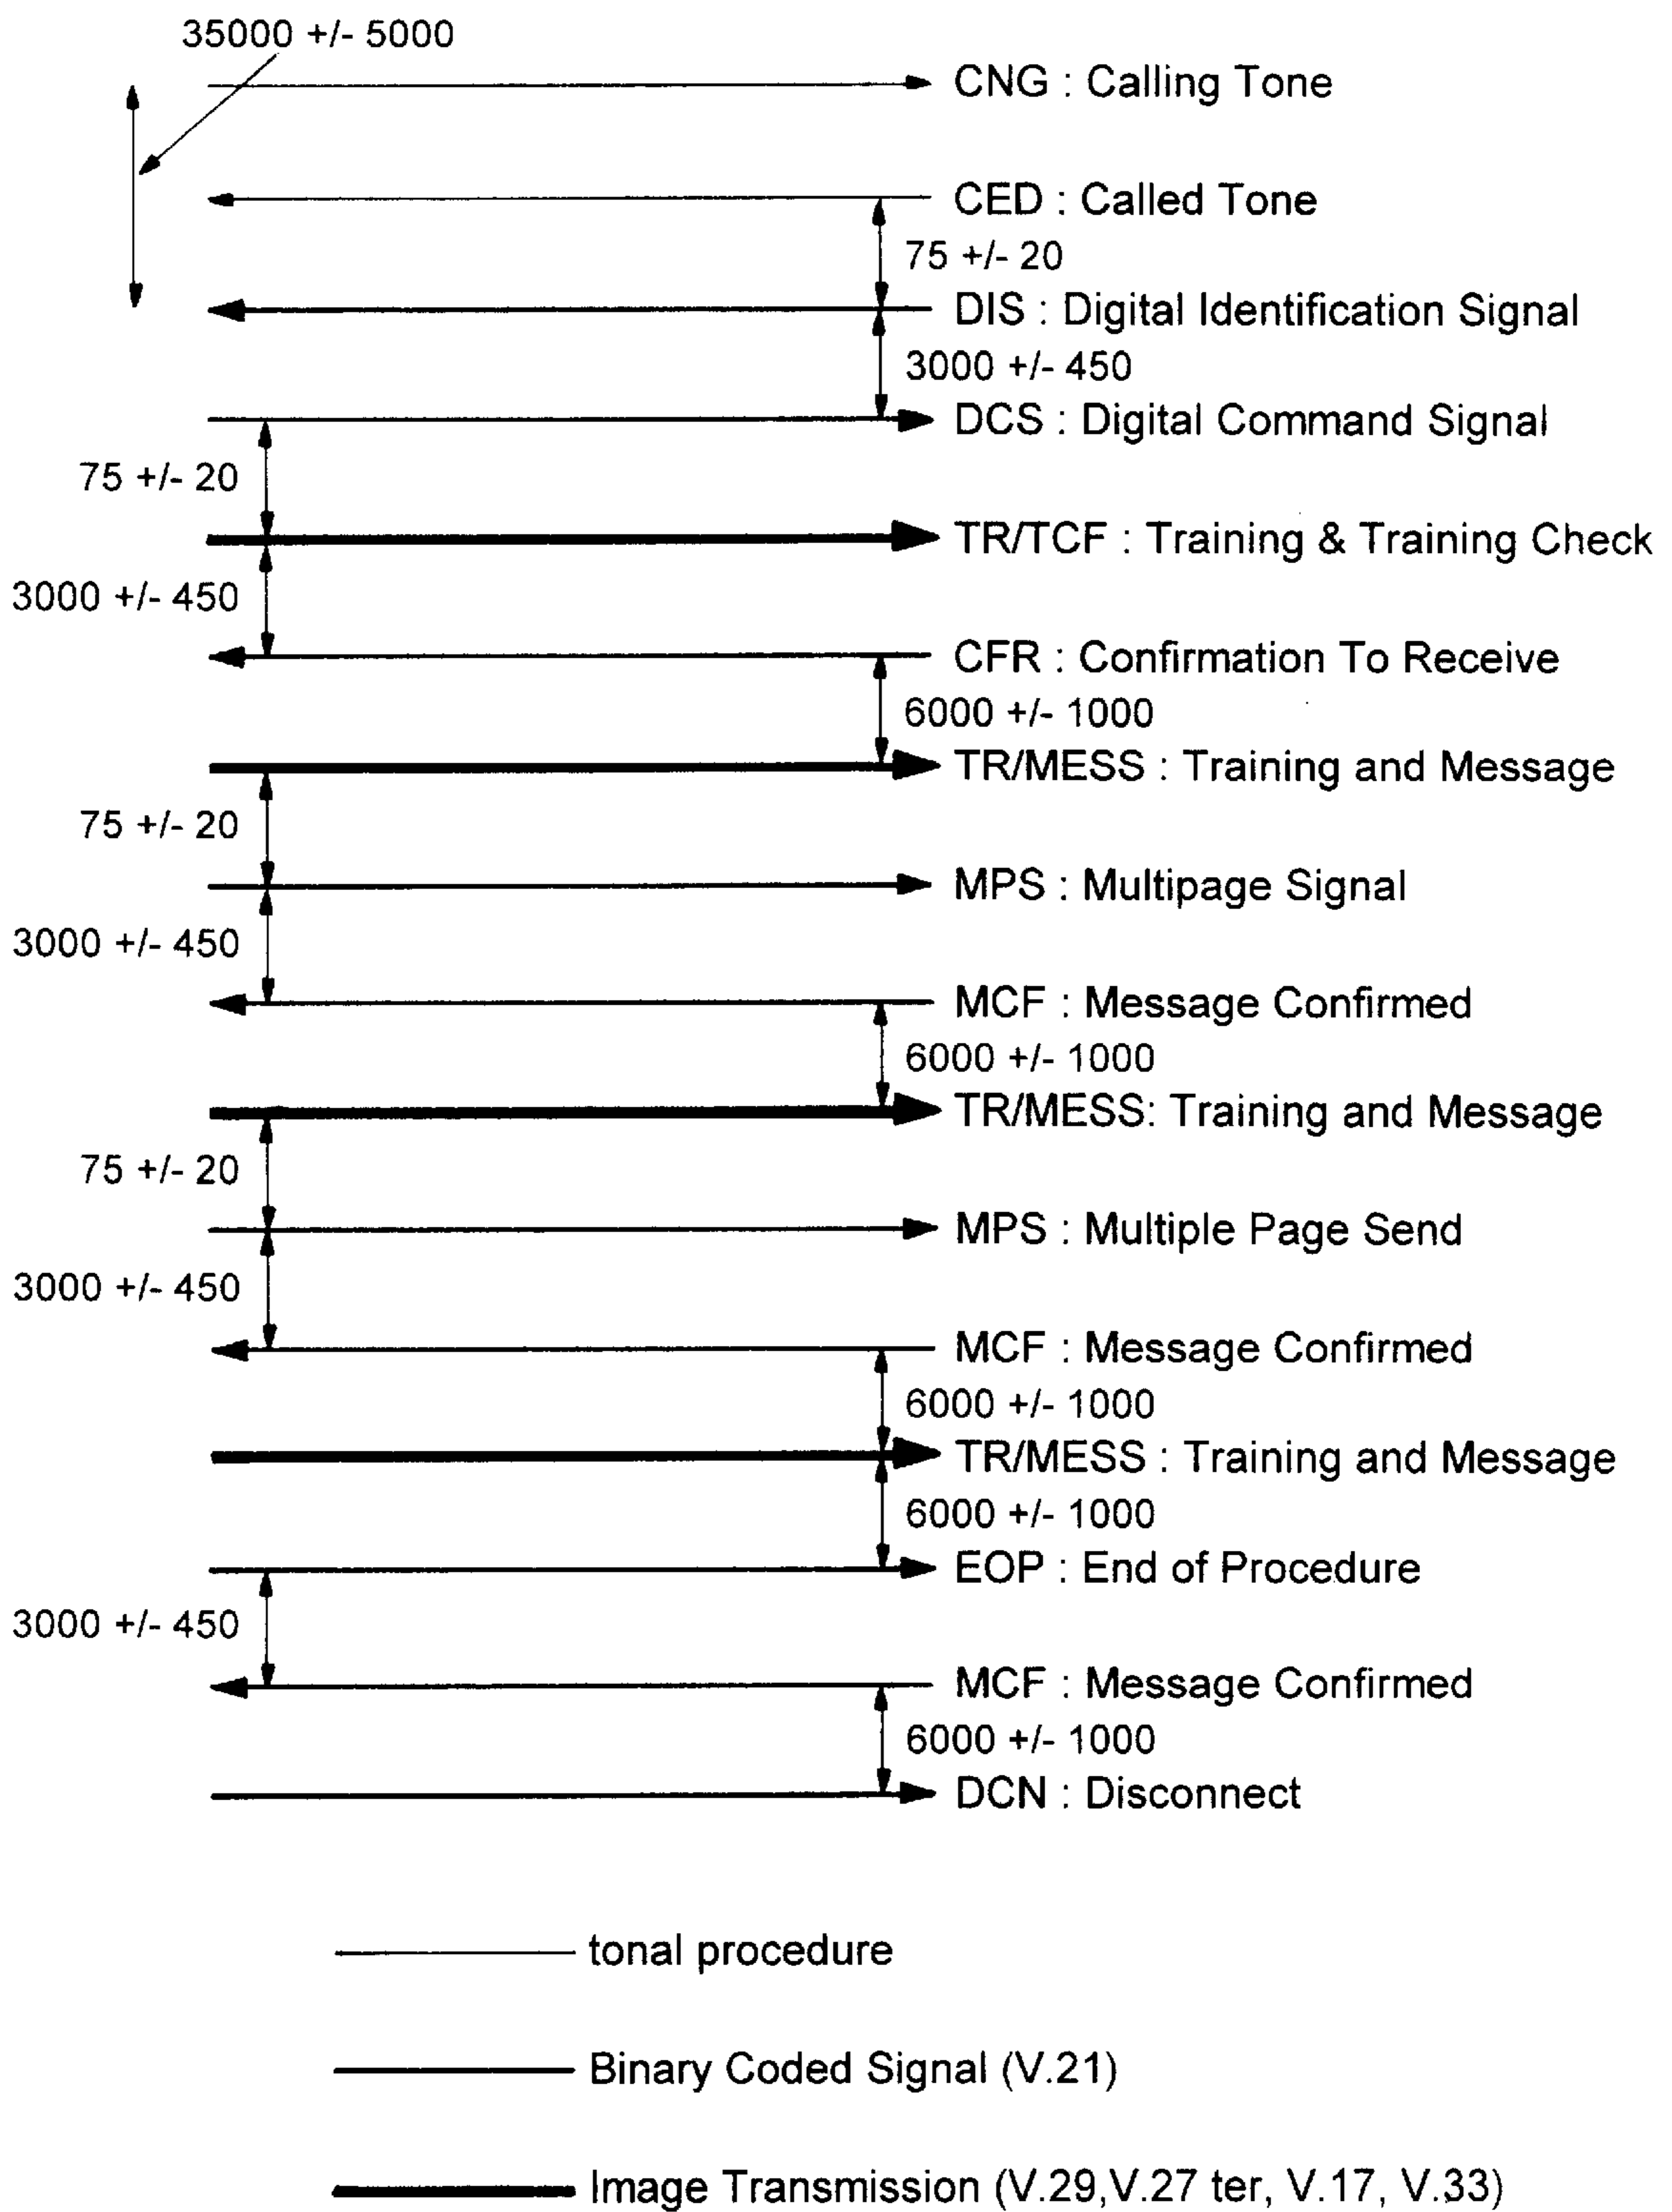 35000 +/- 5000
CNG : Calling Tone
CED : Called Tone
75 +/- 20
DIS : Digital Identification Signal
3000 +/- 450
DCS : Digital Command Signal
75 +/- 20
TR/TCF : Training & Training Check
3000 +/- 450
CFR : Confirmation To Receive
6000 +/- 1000
TR/MESS : Training and Message
75 +/- 20
MPS : Multipage Signal
3000 +/- 450
MCF : Message Confirmed
6000 +/- 1000
TR/MESS: Training and Message
75 +/- 20
MPS : Multiple Page Send
3000 +/- 450
MCF : Message Confirmed
6000 +/- 1000
TR/MESS : Training and Message
6000 +/- 1000
EOP : End of Procedure
3000 +/- 450
MCF : Message Confirmed
6000 +/- 1000
DCN : Disconnect
tonal procedure
Binary Coded Signal (V.21)
Image Transmission (V.29,V.27 ter, V.17, V.33)